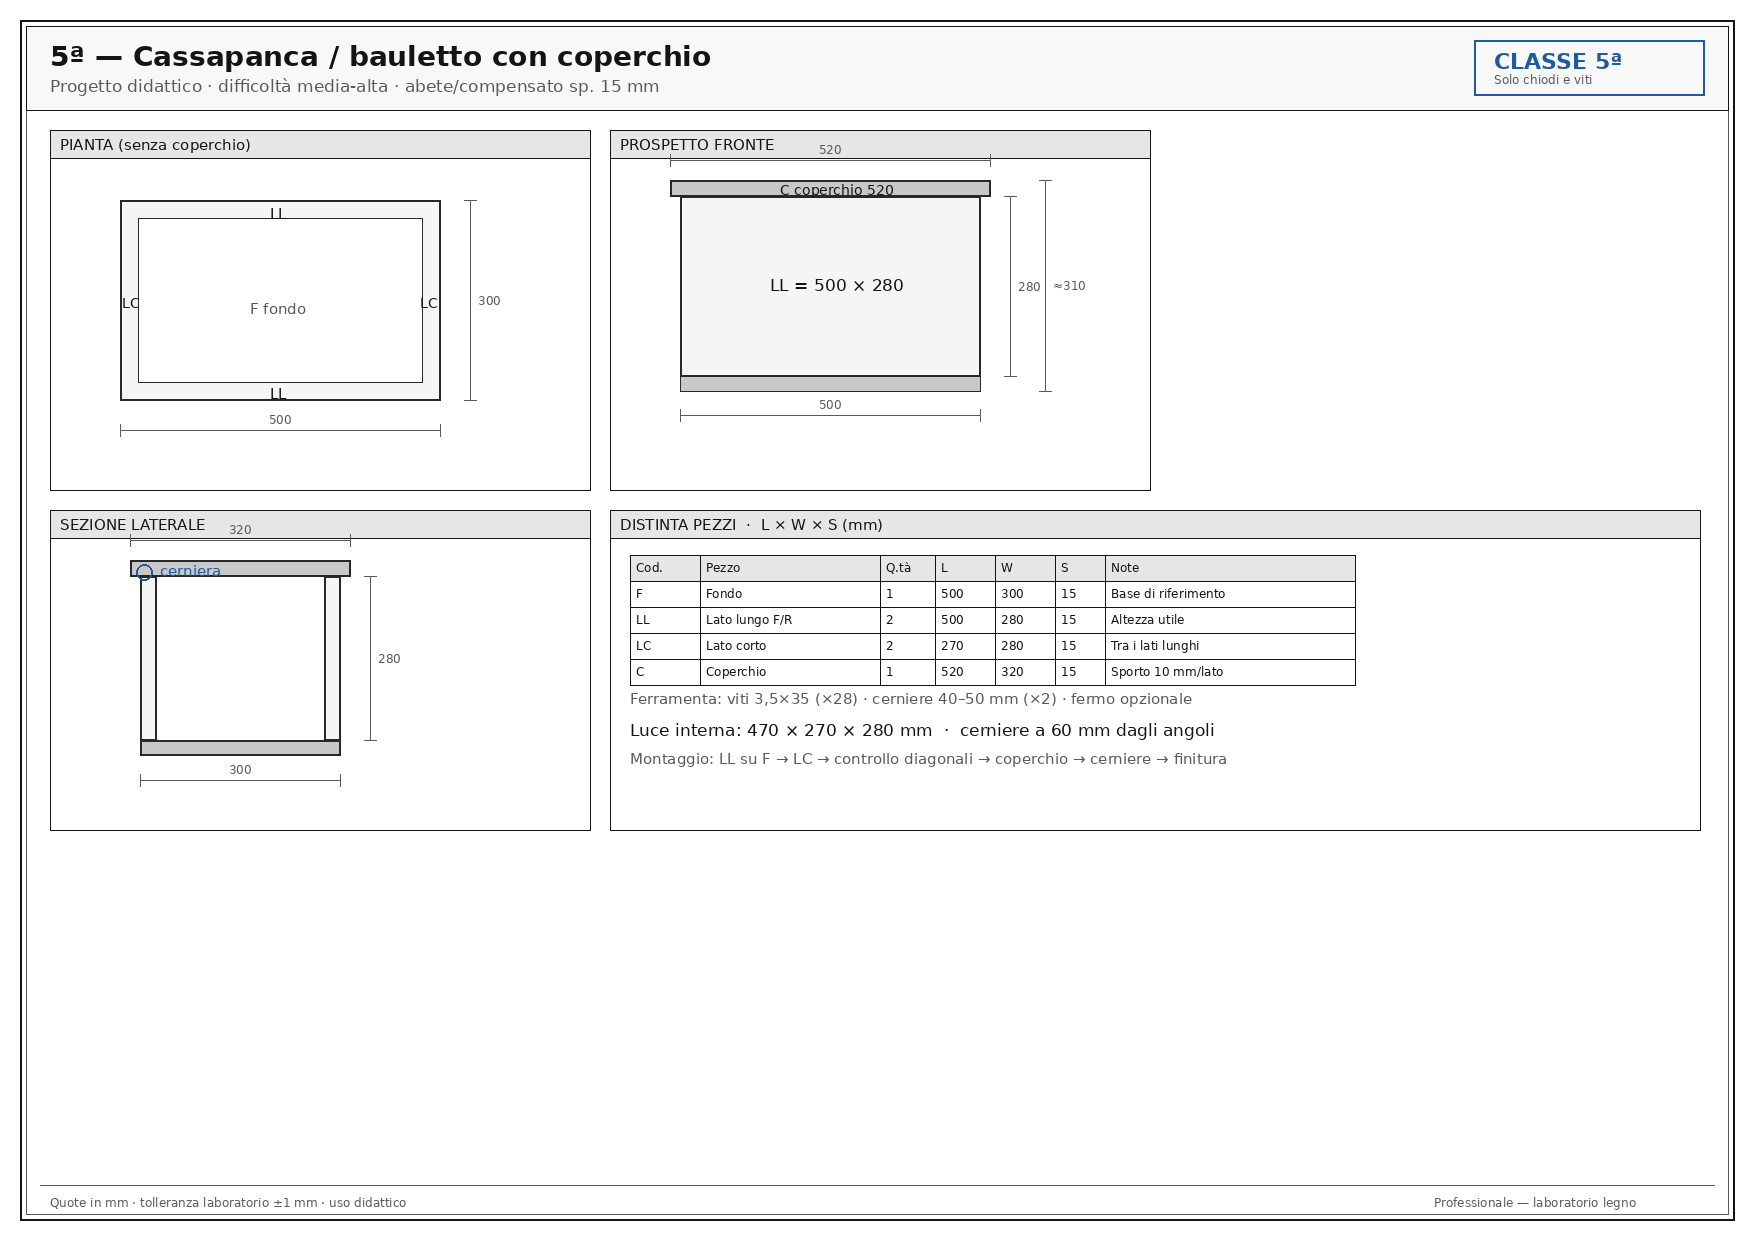 5ª — Cassapanca / bauletto con coperchio
Progetto didattico · difficoltà media-alta · abete/compensato sp. 15 mm
CLASSE 5ª
Solo chiodi e viti
PIANTA (senza coperchio)
LL
LC
F fondo
LC
LL
300
500
PROSPETTO FRONTE
520
C coperchio 520
LL = 500 × 280
280
≈310
500
SEZIONE LATERALE
320
cerniera
280
300
DISTINTA PEZZI · L × W × S (mm)
Cod. Pezzo Q.tà L W S Note
F Fondo 1 500 300 15 Base di riferimento
LL Lato lungo F/R 2 500 280 15 Altezza utile
LC Lato corto 2 270 280 15 Tra i lati lunghi
C Coperchio 1 520 320 15 Sporto 10 mm/lato
Ferramenta: viti 3,5×35 (×28) · cerniere 40–50 mm (×2) · fermo opzionale
Luce interna: 470 × 270 × 280 mm · cerniere a 60 mm dagli angoli
Montaggio: LL su F → LC → controllo diagonali → coperchio → cerniere → finitura
Quote in mm · tolleranza laboratorio ±1 mm · uso didattico
Professionale — laboratorio legno